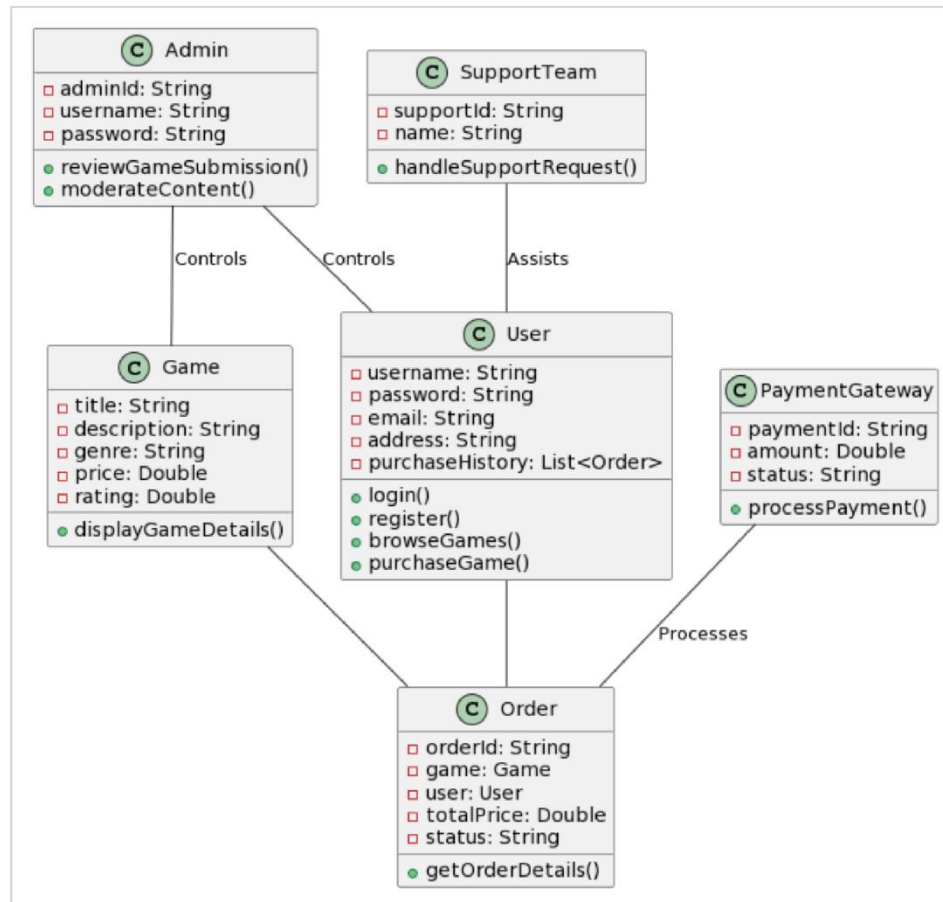 C Admin
adminId: String
username: String
password: String
reviewGameSubmission()
moderateContent()
C SupportTeam
supportId: String
name: String
handleSupportRequest()
Controls
Controls
Assists
C Game
title: String
description: String
genre: String
price: Double
rating: Double
displayGameDetails()
C User
username: String
password: String
email: String
address: String
purchaseHistory: List<Order>
login()
register()
browseGames()
purchaseGame()
C PaymentGateway
paymentId: String
amount: Double
status: String
processPayment()
Processes
C Order
orderId: String
game: Game
user: User
totalPrice: Double
status: String
getOrderDetails()